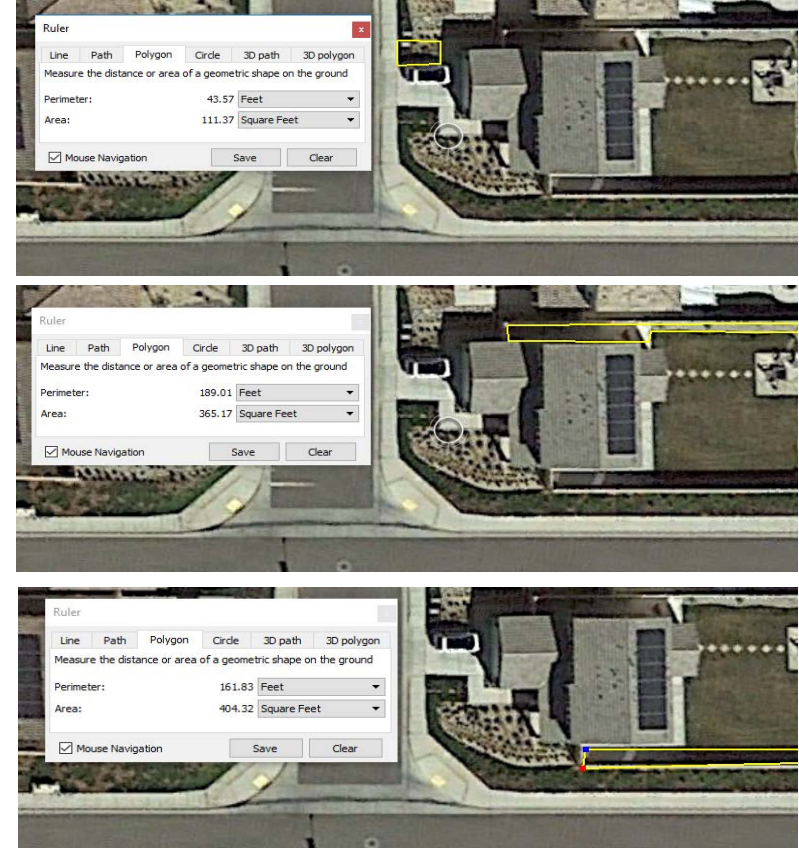 Ruler x
Line Path Polygon Circle 3D path 3D polygon
Measure the distance or area of a geometric shape on the ground
Perimeter: 43.57 Feet
Area: 111.37 Square Feet
Mouse Navigation Save Clear
Ruler
Line Path Polygon Circle 3D path 3D polygon
Measure the distance or area of a geometric shape on the ground
Perimeter: 189.01 Feet
Area: 365.17 Square Feet
Mouse Navigation Save Clear
Ruler
Line Path Polygon Circle 3D path 3D polygon
Measure the distance or area of a geometric shape on the ground
Perimeter: 161.83 Feet
Area: 404.32 Square Feet
Mouse Navigation Save Clear